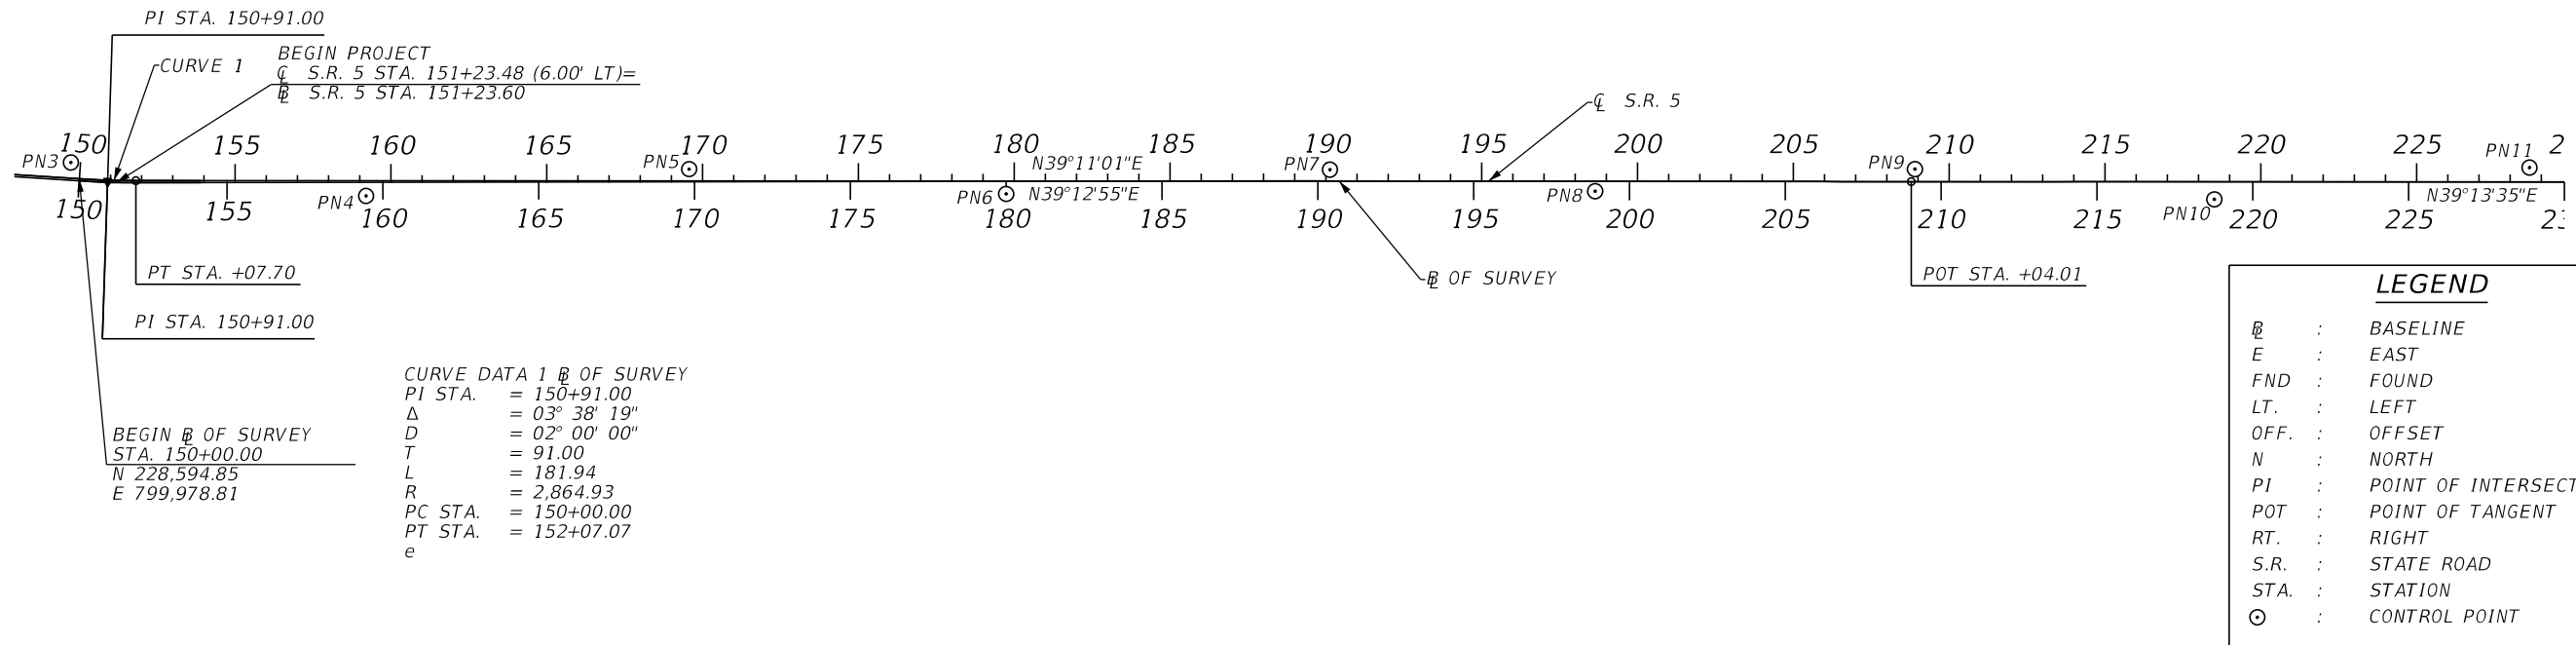 PI STA. 150+91.00
CURVE 1
BEGIN PROJECT
℄ S.R. 5 STA. 151+23.48 (6.00' LT)=
BL S.R. 5 STA. 151+23.60
℄ S.R. 5
150 155 160 165 170 175 180 185 190 195 200 205 210 215 220 225 2
PN3 PN5 N39°11'01"E PN7 PN9 PN11
PN4 PN6 N39°12'55"E PN8 PN10 N39°13'35"E
150 155 160 165 170 175 180 185 190 195 200 205 210 215 220 225 23
PT STA. +07.70
BL OF SURVEY
POT STA. +04.01
PI STA. 150+91.00
BEGIN BL OF SURVEY
STA. 150+00.00
N 228,594.85
E 799,978.81
CURVE DATA 1 BL OF SURVEY
PI STA. = 150+91.00
Δ = 03° 38' 19"
D = 02° 00' 00"
T = 91.00
L = 181.94
R = 2,864.93
PC STA. = 150+00.00
PT STA. = 152+07.07
e
LEGEND
BL : BASELINE
E : EAST
FND : FOUND
LT. : LEFT
OFF. : OFFSET
N : NORTH
PI : POINT OF INTERSECT
POT : POINT OF TANGENT
RT. : RIGHT
S.R. : STATE ROAD
STA. : STATION
⊙ : CONTROL POINT